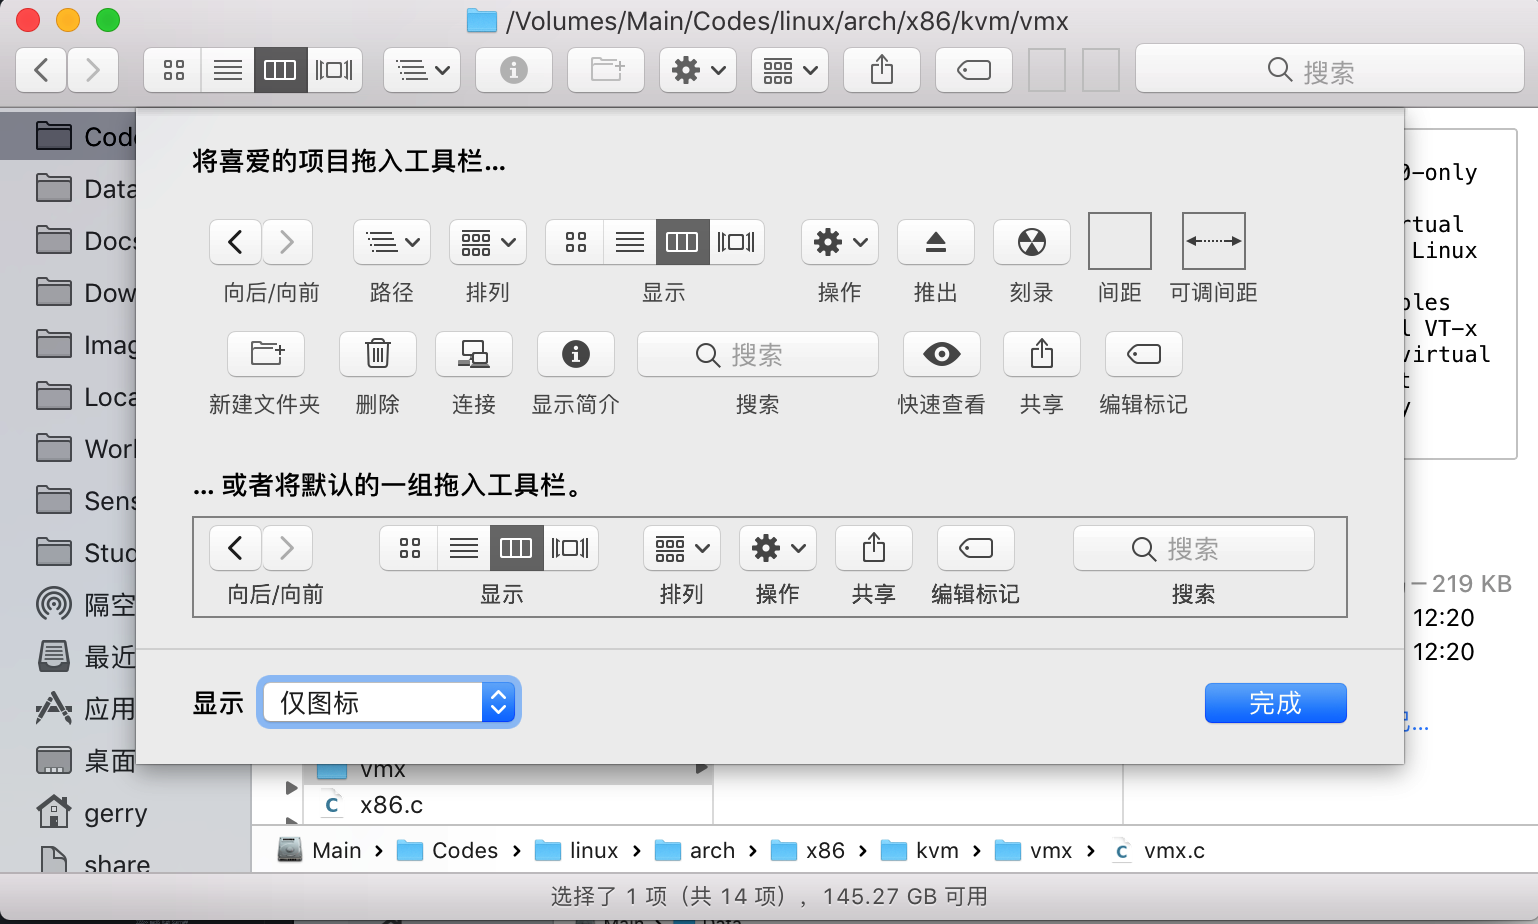 /Volumes/Main/Codes/linux/arch/x86/kvm/vmx
搜索
将喜爱的项目拖入工具栏...
向后/向前 路径 排列 显示 操作 推出 刻录 间距 可调间距
搜索
新建文件夹 删除 连接 显示简介 搜索 快速查看 共享 编辑标记
... 或者将默认的一组拖入工具栏。
搜索
向后/向前 显示 排列 操作 共享 编辑标记 搜索
显示 仅图标 完成
Code
Data
Docs
Dow
Imag
Loca
Wor
Sens
Stud
隔空
最近
应用
桌面
gerry
share
0-only
rtual
Linux
bles
l VT-x
virtual
t
y
– 219 KB
12:20
12:20
...
vmx
x86.c
Main › Codes › linux › arch › x86 › kvm › vmx › vmx.c
选择了 1 项（共 14 项），145.27 GB 可用